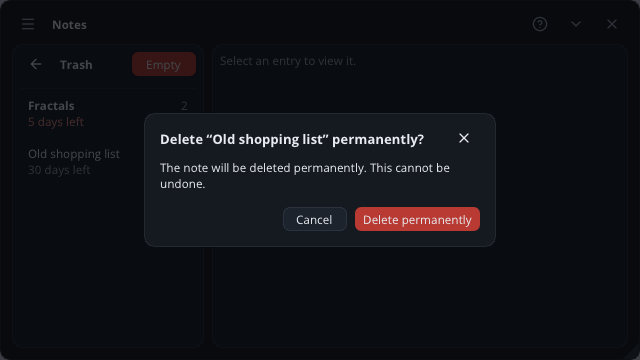 Notes
Trash
Empty
Select an entry to view it.
Fractals 2
5 days left
Old shopping list
30 days left
Delete “Old shopping list” permanently?
The note will be deleted permanently. This cannot be
undone.
Cancel
Delete permanently